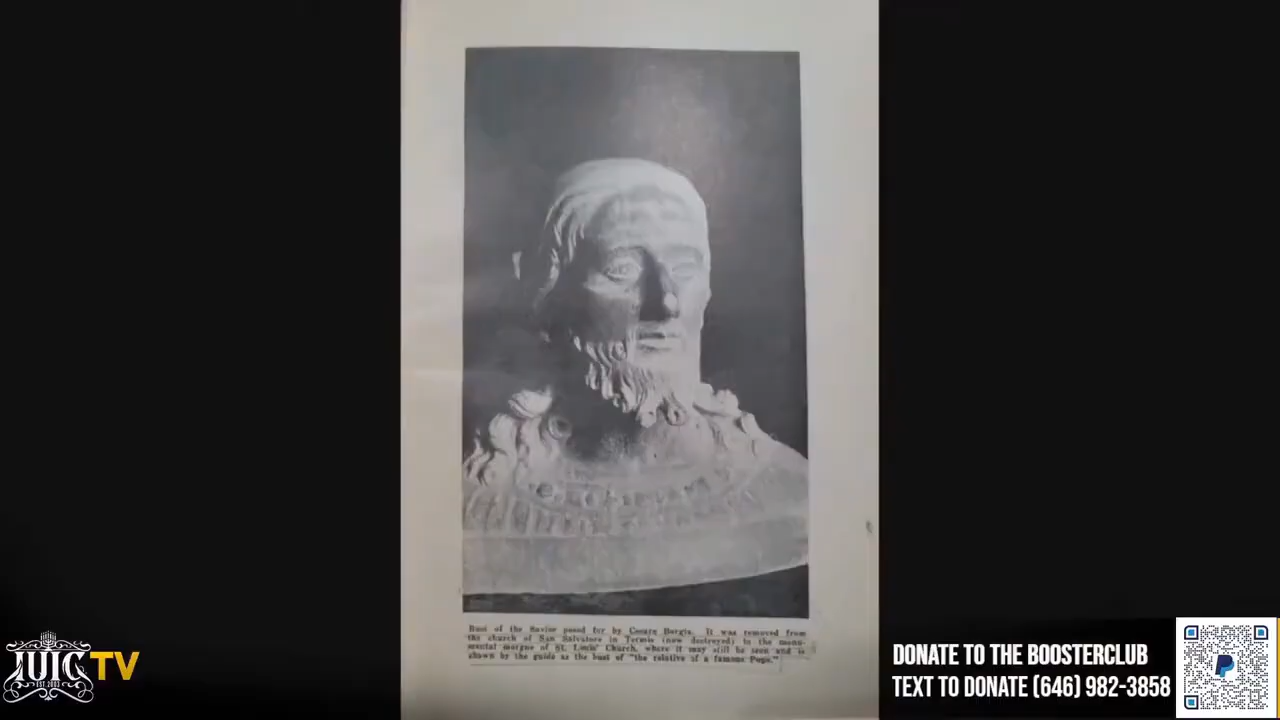 Bust of the Savior posed for by Cesare Borgia. It was removed from
the church of San Salvatore in Termis (now destroyed) to the monu-
mental morgue of St. Louis' Church, where it may still be seen and is
shown by the guide as the bust of "the relative of a famous Pope."
IUIC TV
EST. 2003
DONATE TO THE BOOSTERCLUB
TEXT TO DONATE (646) 982-3858